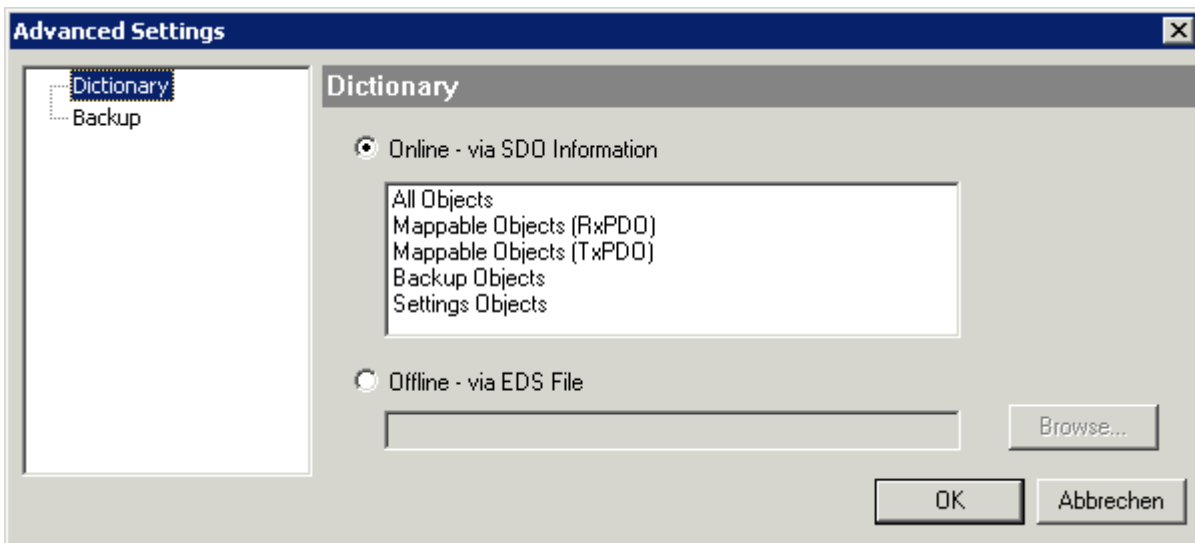 Advanced Settings
Dictionary
Backup
Dictionary
Online - via SDO Information
All Objects
Mappable Objects (RxPDO)
Mappable Objects (TxPDO)
Backup Objects
Settings Objects
Offline - via EDS File
Browse...
OK
Abbrechen